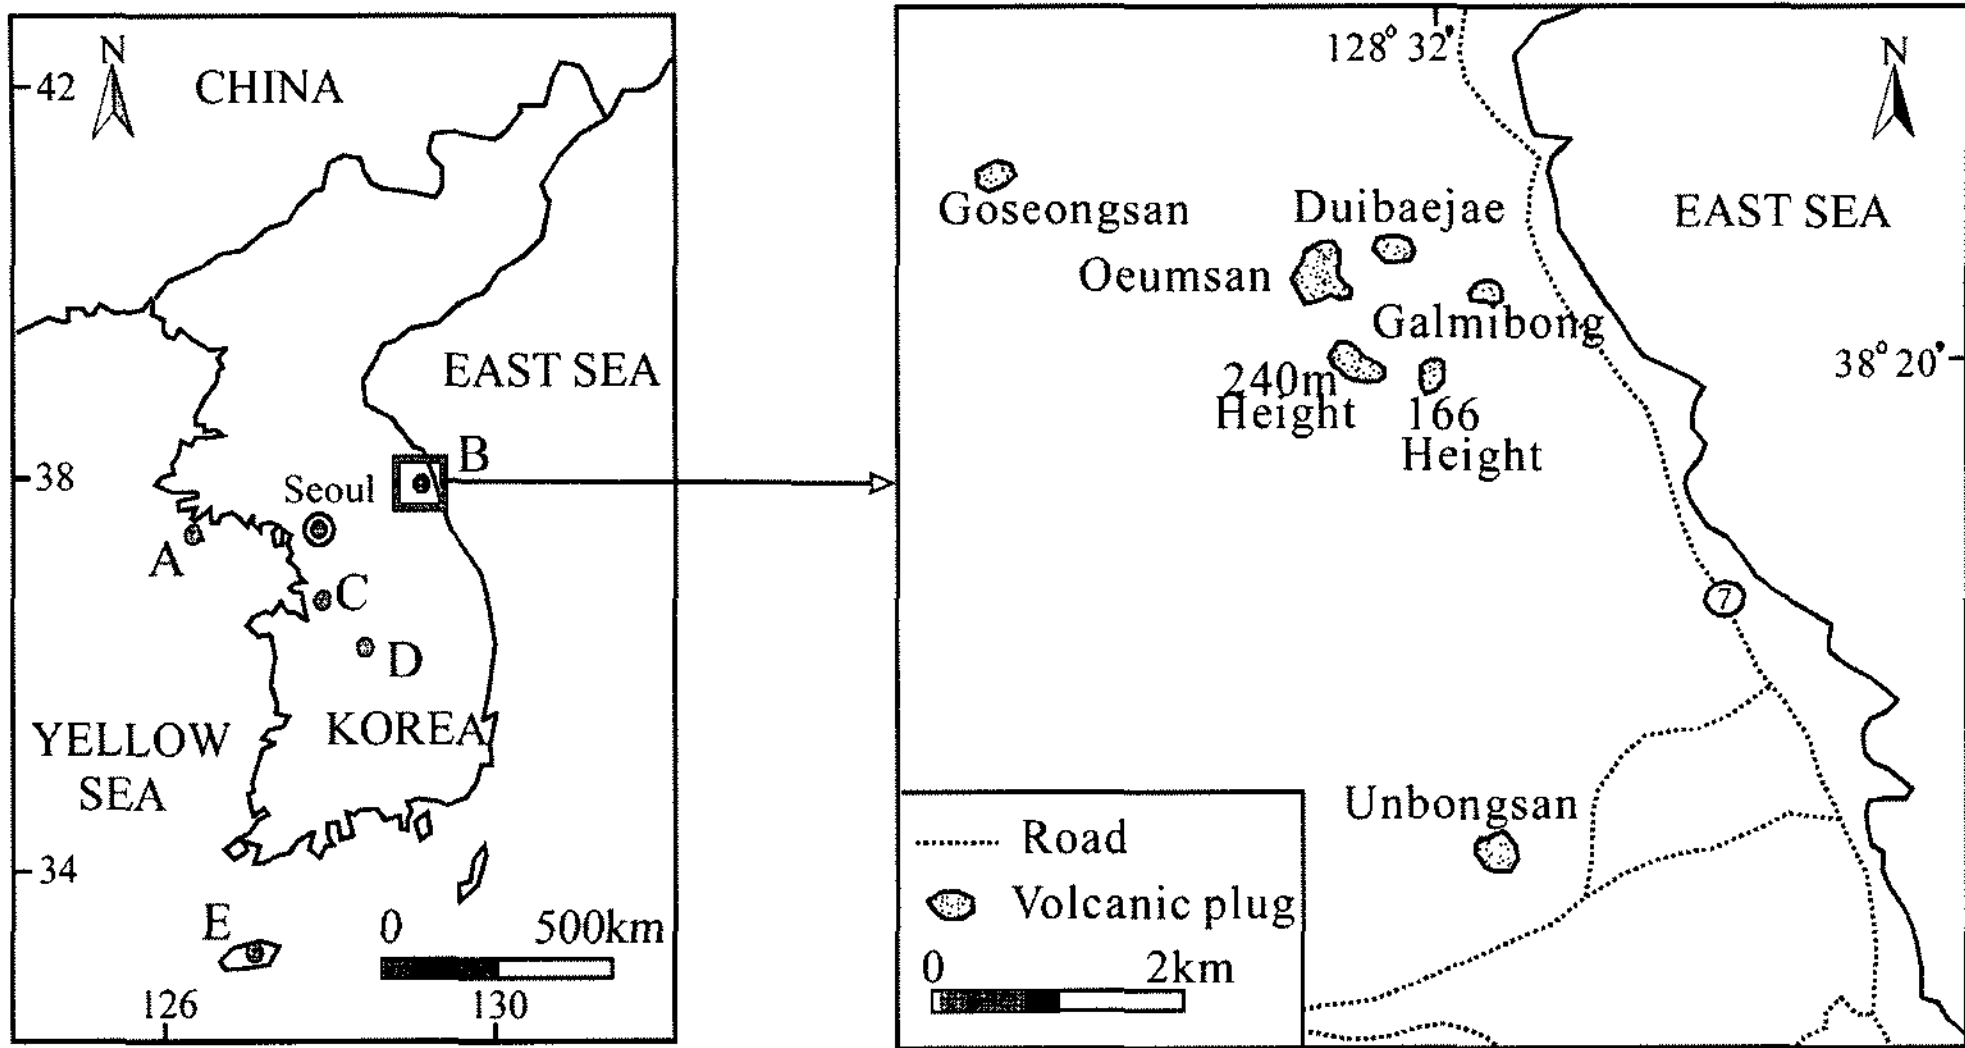 N
42
CHINA
EAST SEA
B
38
Seoul
A
C
D
YELLOW
SEA
KOREA
34
E
0 500km
126
130
128° 32'
N
Goseongsan
Duibaejae
EAST SEA
Oeumsan
Galmibong
38° 20'
240m
Height
166
Height
7
Unbongsan
Road
Volcanic plug
0 2km